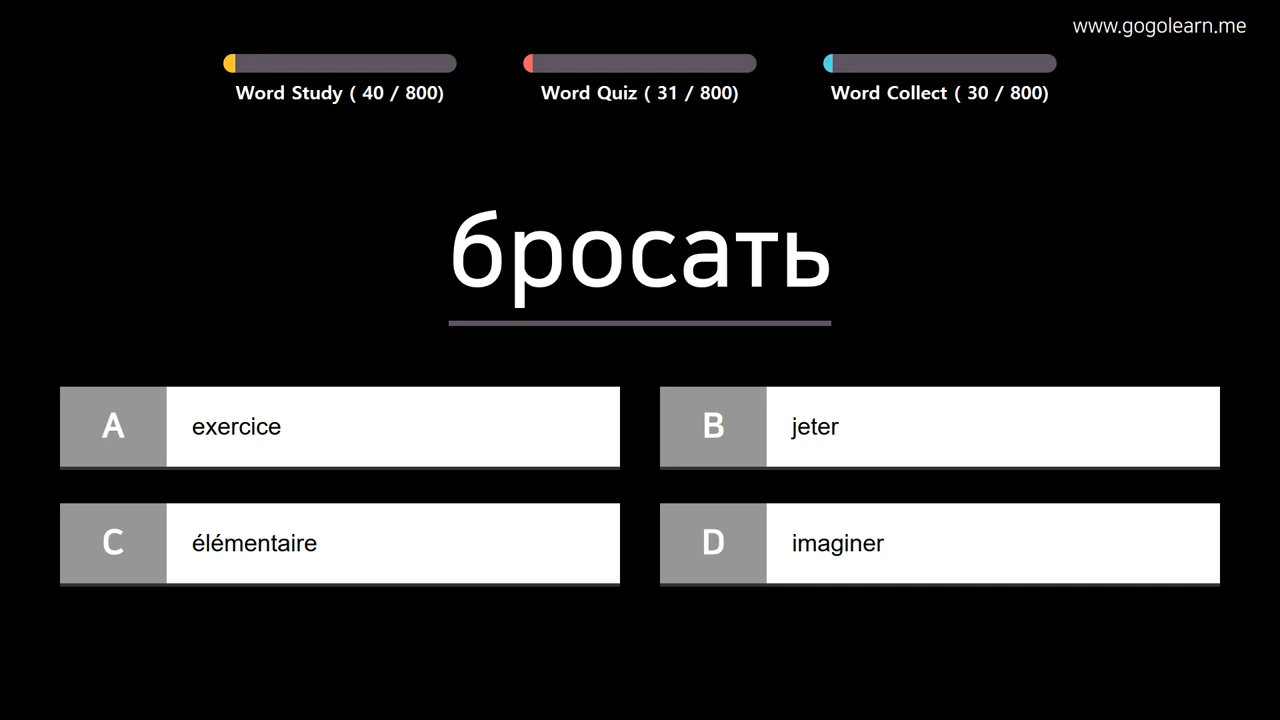 www.gogolearn.me
Word Study ( 40 / 800)
Word Quiz ( 31 / 800)
Word Collect ( 30 / 800)
бросать
A exercice
B jeter
C élémentaire
D imaginer